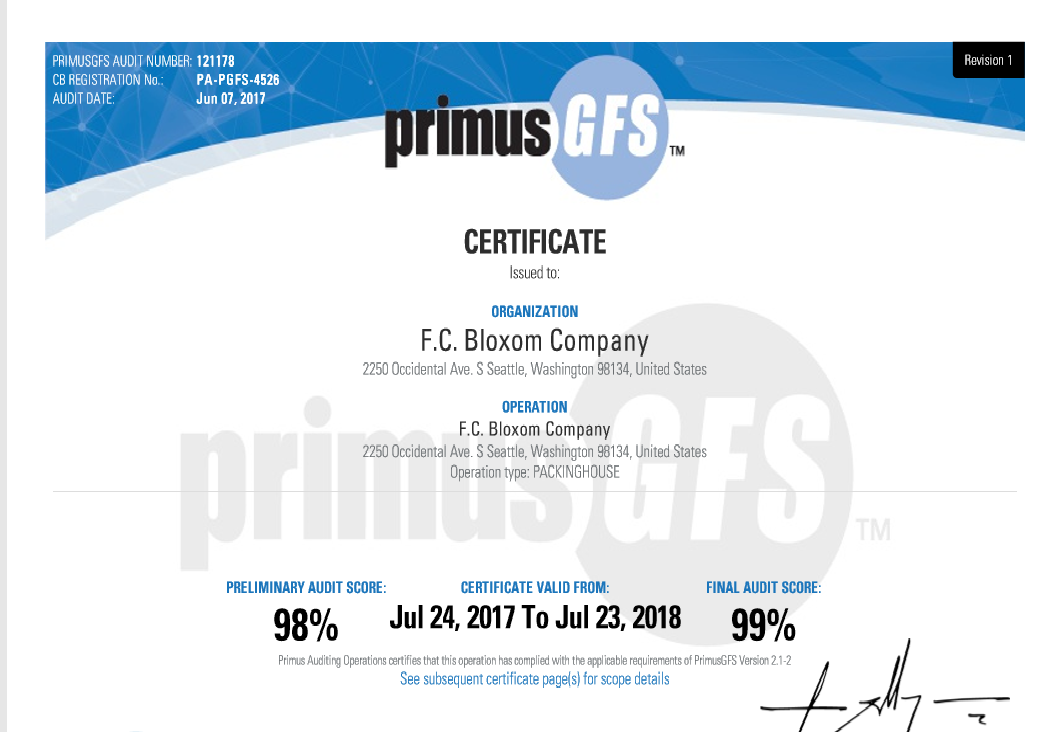 PRIMUSGFS AUDIT NUMBER: 121178
CB REGISTRATION No.: PA-PGFS-4526
AUDIT DATE: Jun 07, 2017
Revision 1
primusGFS TM
CERTIFICATE
Issued to:
ORGANIZATION
F.C. Bloxom Company
2250 Occidental Ave. S Seattle, Washington 98134, United States
OPERATION
F.C. Bloxom Company
2250 Occidental Ave. S Seattle, Washington 98134, United States
Operation type: PACKINGHOUSE
primusGFS TM
PRELIMINARY AUDIT SCORE: CERTIFICATE VALID FROM: FINAL AUDIT SCORE:
98% Jul 24, 2017 To Jul 23, 2018 99%
Primus Auditing Operations certifies that this operation has complied with the applicable requirements of PrimusGFS Version 2.1-2
See subsequent certificate page(s) for scope details